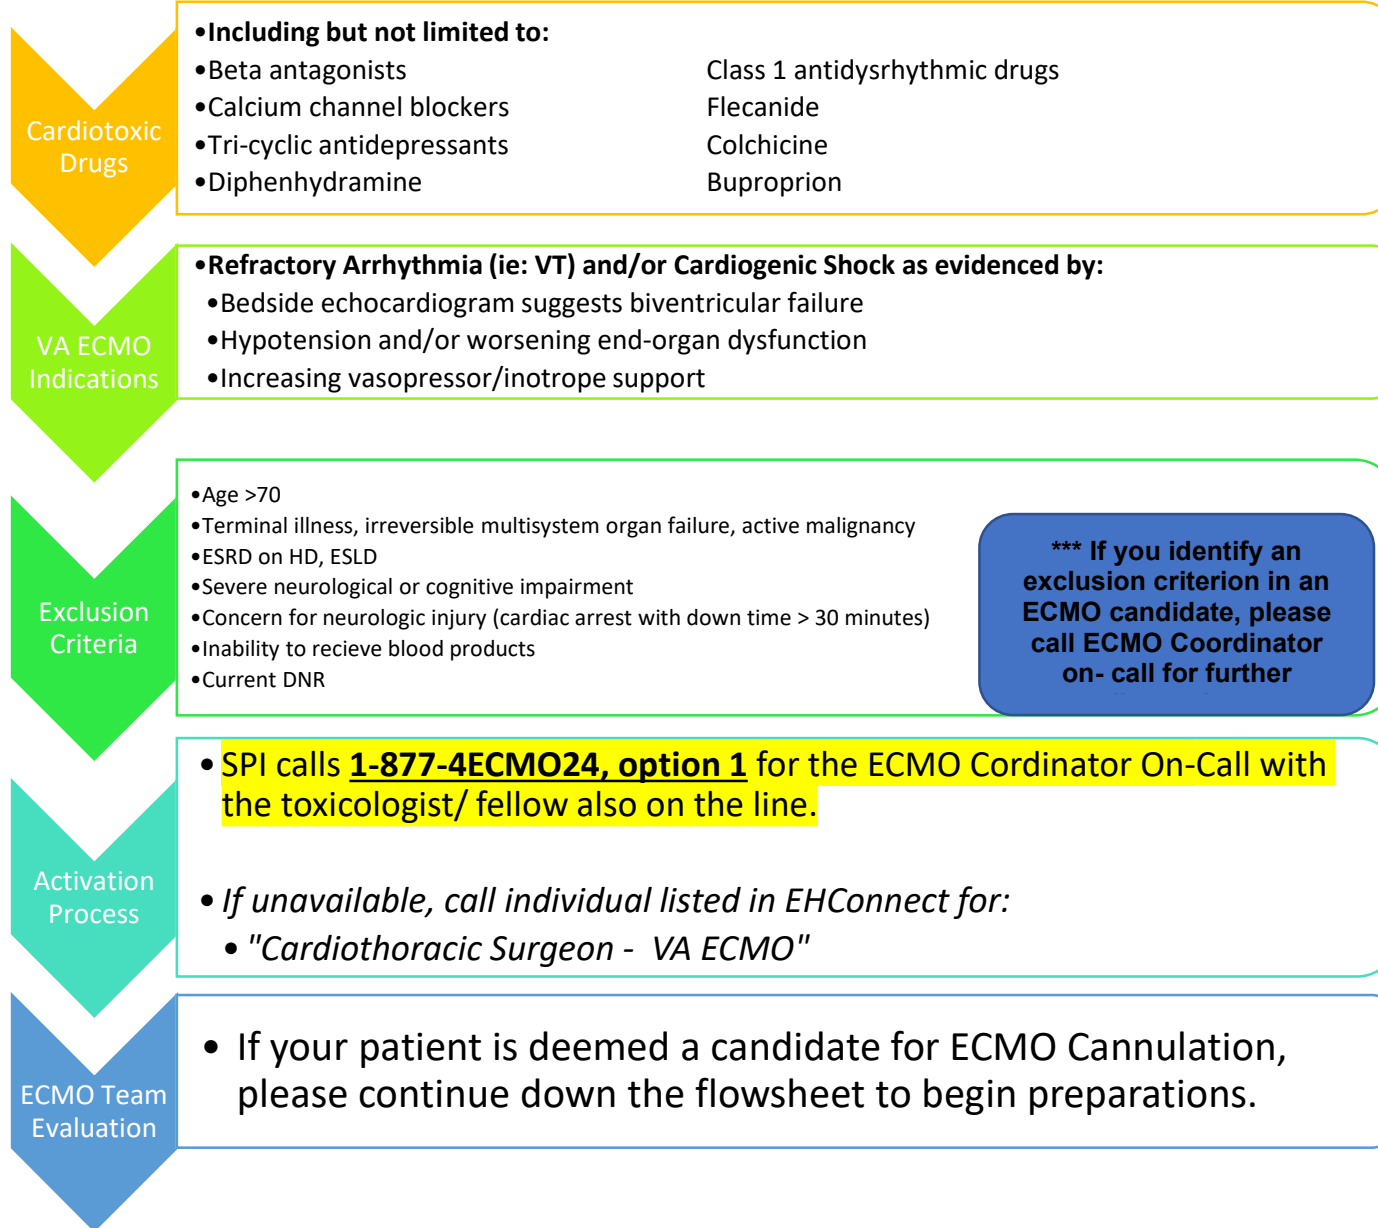 Cardiotoxic
Drugs
•Including but not limited to:
•Beta antagonists Class 1 antidysrhythmic drugs
•Calcium channel blockers Flecanide
•Tri-cyclic antidepressants Colchicine
•Diphenhydramine Buproprion
VA ECMO
Indications
•Refractory Arrhythmia (ie: VT) and/or Cardiogenic Shock as evidenced by:
•Bedside echocardiogram suggests biventricular failure
•Hypotension and/or worsening end-organ dysfunction
•Increasing vasopressor/inotrope support
Exclusion
Criteria
•Age >70
•Terminal illness, irreversible multisystem organ failure, active malignancy
•ESRD on HD, ESLD
•Severe neurological or cognitive impairment
•Concern for neurologic injury (cardiac arrest with down time > 30 minutes)
•Inability to recieve blood products
•Current DNR
*** If you identify an
exclusion criterion in an
ECMO candidate, please
call ECMO Coordinator
on- call for further
Activation
Process
• SPI calls 1-877-4ECMO24, option 1 for the ECMO Cordinator On-Call with
the toxicologist/ fellow also on the line.
• If unavailable, call individual listed in EHConnect for:
• "Cardiothoracic Surgeon - VA ECMO"
ECMO Team
Evaluation
• If your patient is deemed a candidate for ECMO Cannulation,
please continue down the flowsheet to begin preparations.